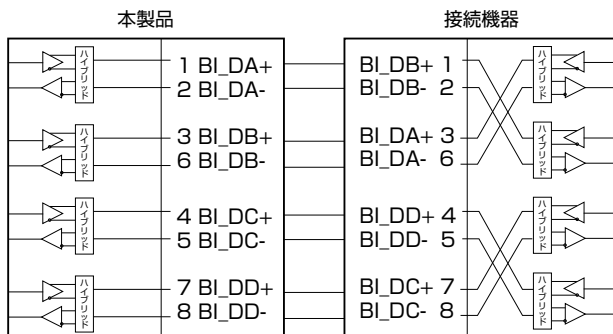 本製品
接続機器
ハイブリッド
1 BI_DA+
2 BI_DA-
ハイブリッド
3 BI_DB+
6 BI_DB-
ハイブリッド
4 BI_DC+
5 BI_DC-
ハイブリッド
7 BI_DD+
8 BI_DD-
BI_DB+ 1
BI_DB- 2
ハイブリッド
BI_DA+ 3
BI_DA- 6
ハイブリッド
BI_DD+ 4
BI_DD- 5
ハイブリッド
BI_DC+ 7
BI_DC- 8
ハイブリッド